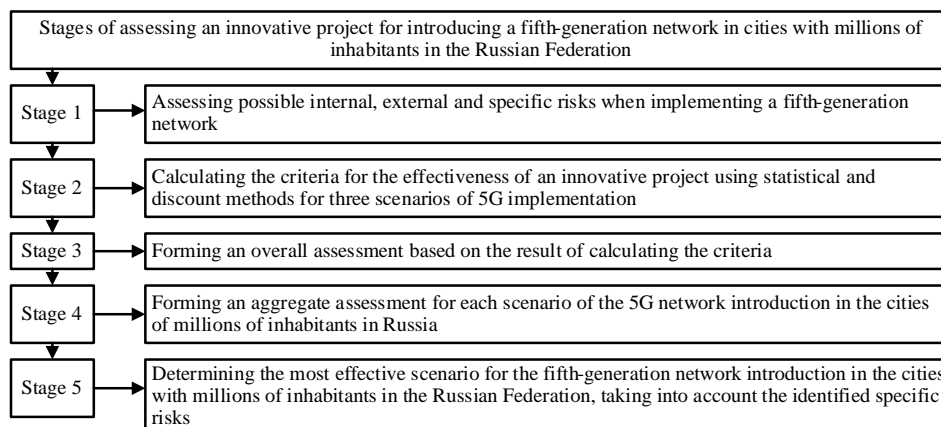 Stages of assessing an innovative project for introducing a fifth-generation network in cities with millions of
inhabitants in the Russian Federation
Stage 1
Assessing possible internal, external and specific risks when implementing a fifth-generation
network
Stage 2
Calculating the criteria for the effectiveness of an innovative project using statistical and
discount methods for three scenarios of 5G implementation
Stage 3
Forming an overall assessment based on the result of calculating the criteria
Stage 4
Forming an aggregate assessment for each scenario of the 5G network introduction in the cities
of millions of inhabitants in Russia
Stage 5
Determining the most effective scenario for the fifth-generation network introduction in the cities
with millions of inhabitants in the Russian Federation, taking into account the identified specific
risks